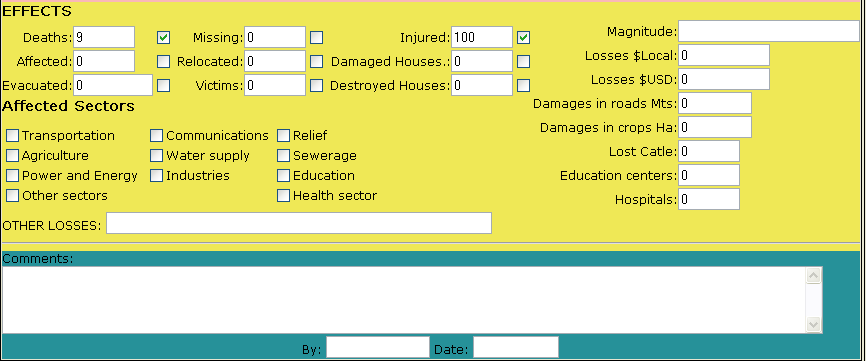 EFFECTS
Deaths: 9 Missing: 0 Injured: 100 Magnitude:
Affected: 0 Relocated: 0 Damaged Houses.: 0 Losses $Local: 0
Evacuated: 0 Victims: 0 Destroyed Houses: 0 Losses $USD: 0
Affected Sectors Damages in roads Mts: 0
Transportation Communications Relief Damages in crops Ha: 0
Agriculture Water supply Sewerage Lost Catle: 0
Power and Energy Industries Education Education centers: 0
Other sectors Health sector Hospitals: 0
OTHER LOSSES:
Comments:
By: Date: